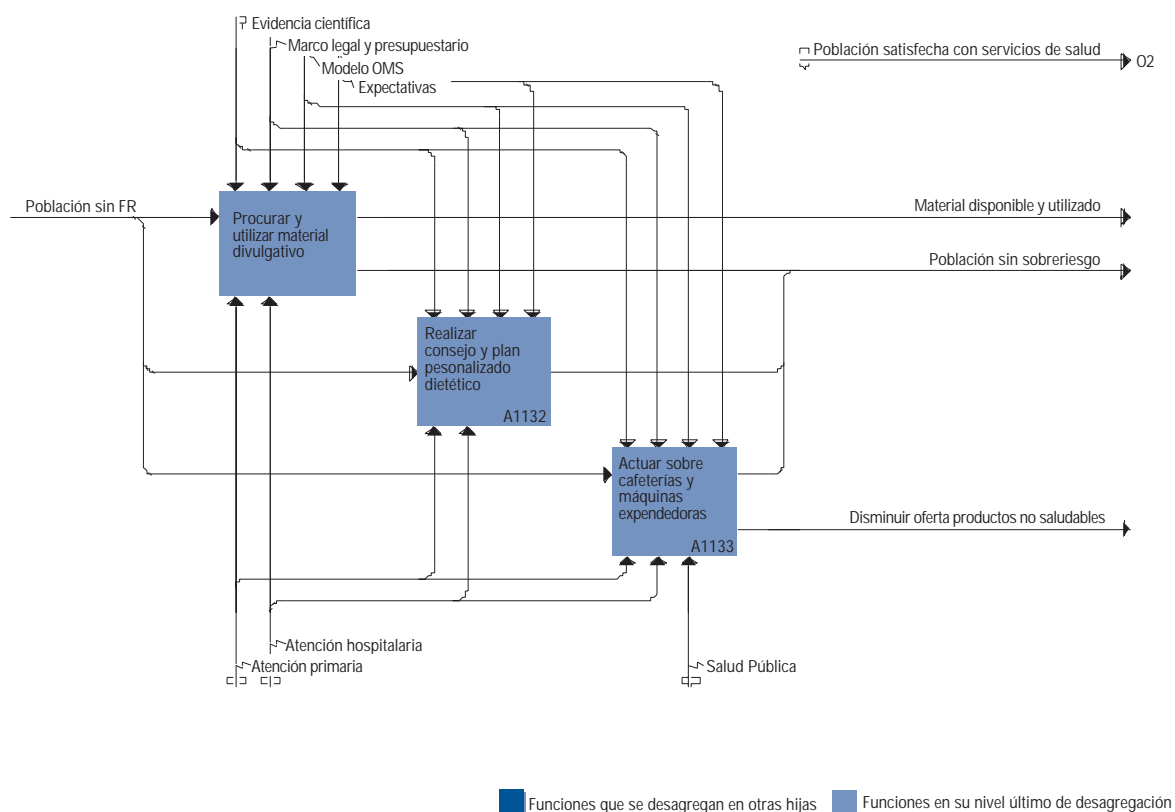 Evidencia científica
Marco legal y presupuestario
Modelo OMS
Expectativas
Población satisfecha con servicios de salud
O2
Población sin FR
Procurar y
utilizar material
divulgativo
Material disponible y utilizado
Población sin sobreriesgo
Realizar
consejo y plan
pesonalizado
dietético
A1132
Actuar sobre
cafeterías y
máquinas
expendedoras
A1133
Disminuir oferta productos no saludables
Atención hospitalaria
Atención primaria
Salud Pública
Funciones que se desagregan en otras hijas
Funciones en su nivel último de desagregación